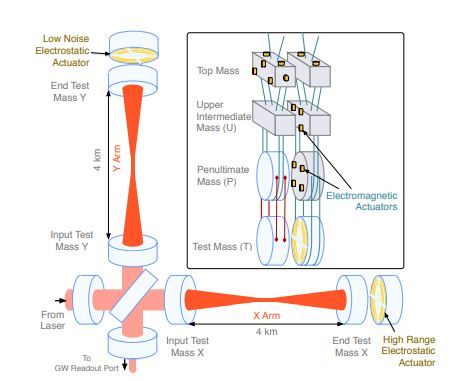 Low Noise
Electrostatic
Actuator
End Test
Mass Y
4 km
Y Arm
Input Test
Mass Y
From
Laser
To
GW Readout Port
Input Test
Mass X
X Arm
4 km
End Test
Mass X
High Range
Electrostatic
Actuator
Top Mass
Upper
Intermediate
Mass (U)
Penultimate
Mass (P)
Electromagnetic
Actuators
Test Mass (T)